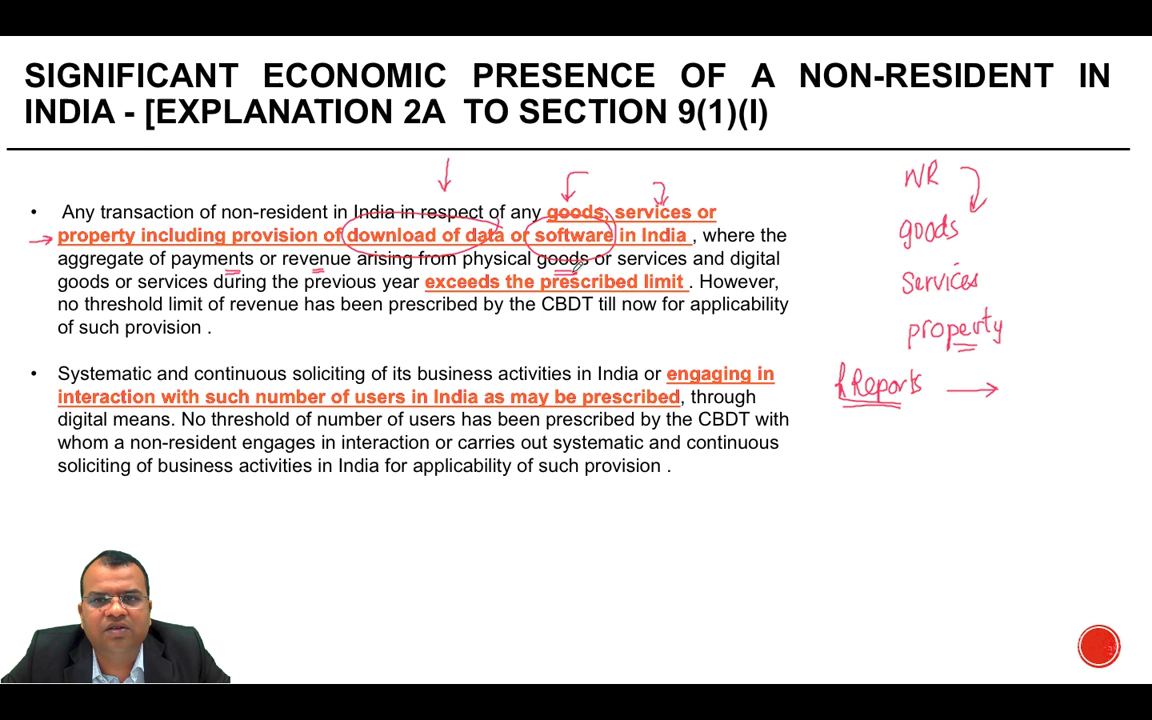 SIGNIFICANT ECONOMIC PRESENCE OF A NON-RESIDENT IN
INDIA - [EXPLANATION 2A TO SECTION 9(1)(I)
• Any transaction of non-resident in India in respect of any goods, services or
property including provision of download of data or software in India , where the
aggregate of payments or revenue arising from physical goods or services and digital
goods or services during the previous year exceeds the prescribed limit . However,
no threshold limit of revenue has been prescribed by the CBDT till now for applicability
of such provision .
• Systematic and continuous soliciting of its business activities in India or engaging in
interaction with such number of users in India as may be prescribed, through
digital means. No threshold of number of users has been prescribed by the CBDT with
whom a non-resident engages in interaction or carries out systematic and continuous
soliciting of business activities in India for applicability of such provision .
NR
goods
Services
property
Reports